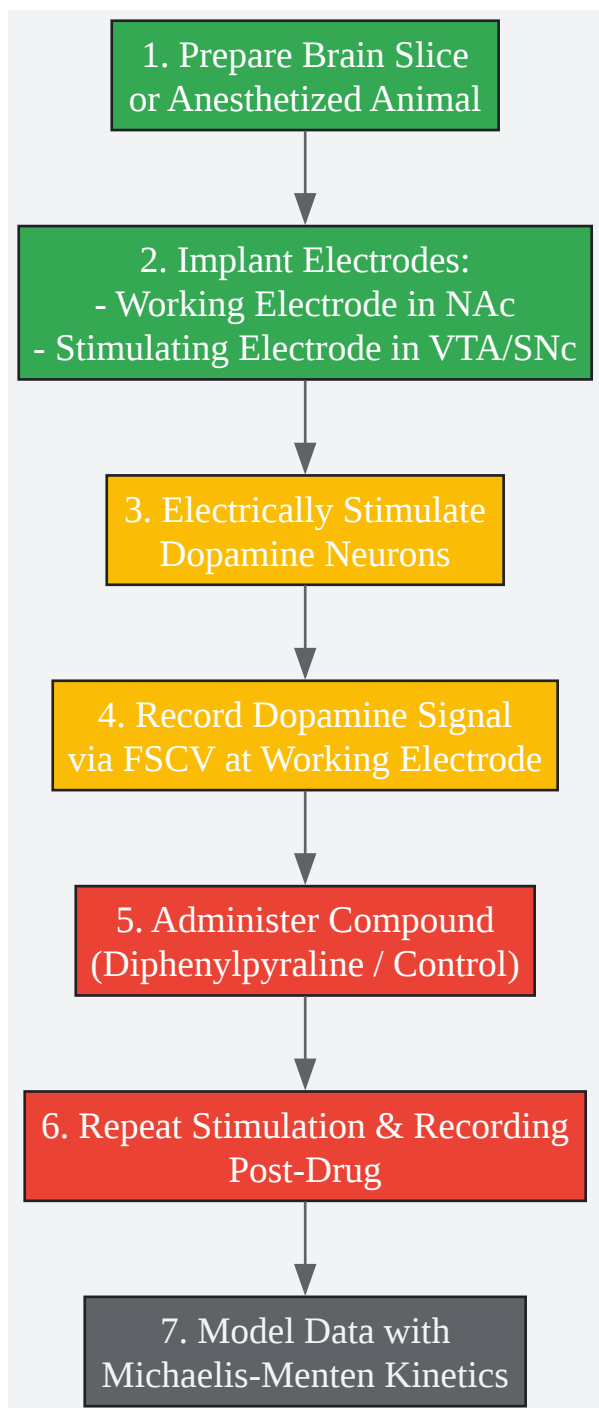 1. Prepare Brain Slice
or Anesthetized Animal
2. Implant Electrodes:
- Working Electrode in NAc
- Stimulating Electrode in VTA/SNc
3. Electrically Stimulate
Dopamine Neurons
4. Record Dopamine Signal
via FSCV at Working Electrode
5. Administer Compound
(Diphenylpyraline / Control)
6. Repeat Stimulation & Recording
Post-Drug
7. Model Data with
Michaelis-Menten Kinetics